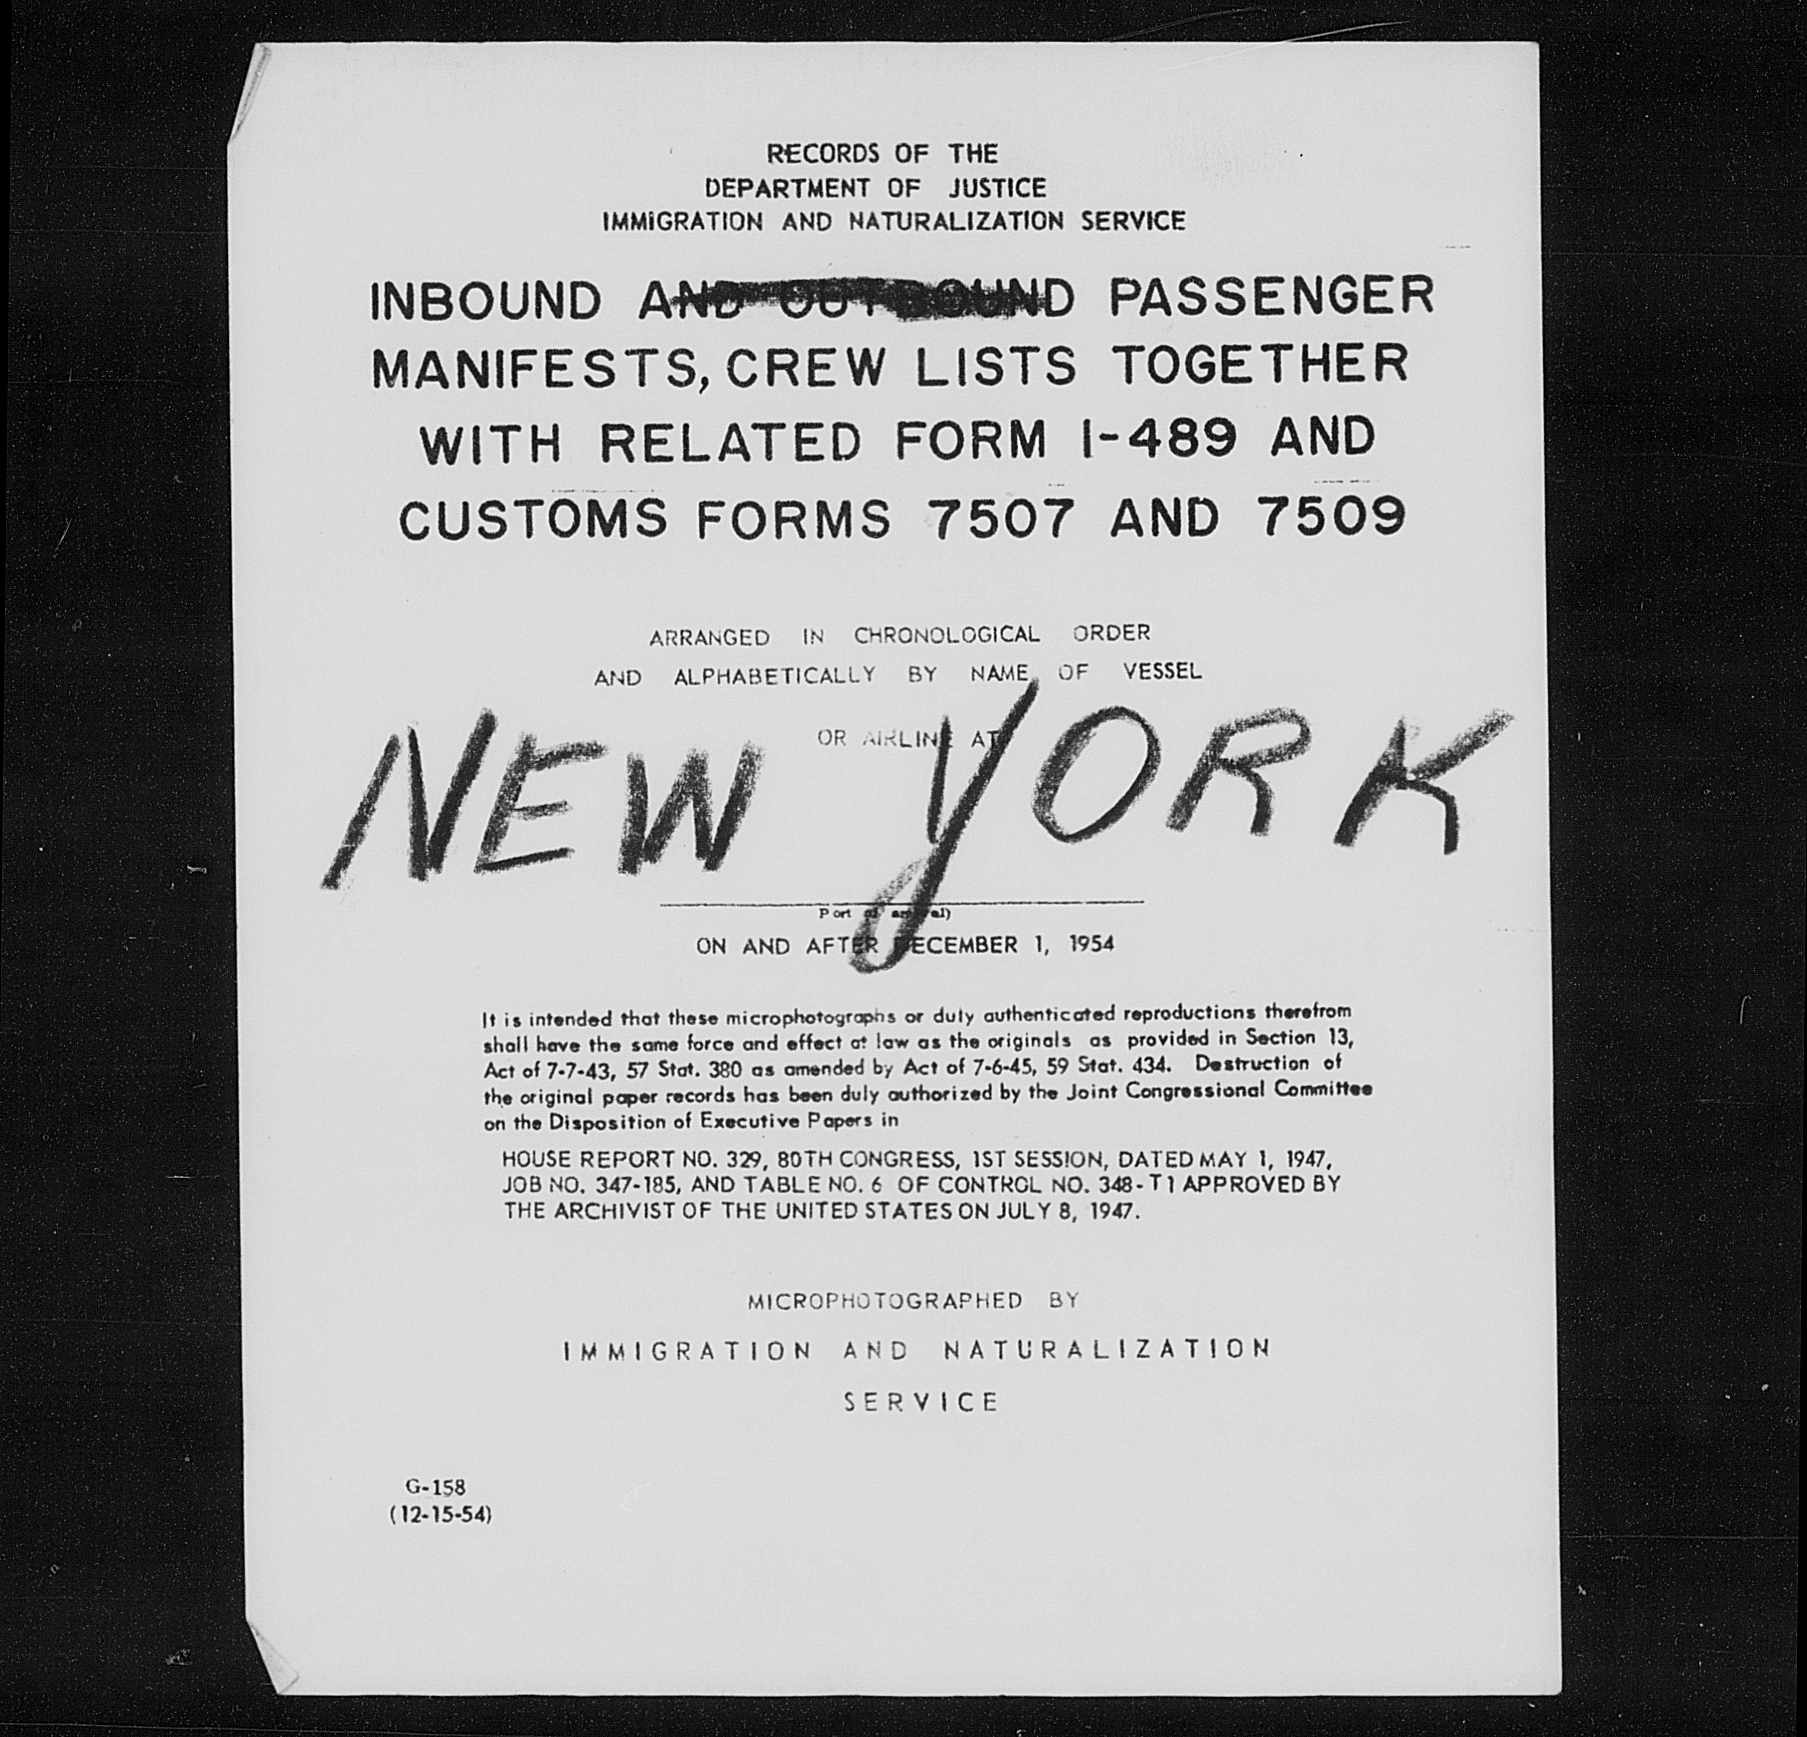 RECORDS OF THE
DEPARTMENT OF JUSTICE
IMMIGRATION AND NATURALIZATION SERVICE
INBOUND AND OUTBOUND PASSENGER
MANIFESTS, CREW LISTS TOGETHER
WITH RELATED FORM I-489 AND
CUSTOMS FORMS 7507 AND 7509
ARRANGED IN CHRONOLOGICAL ORDER
AND ALPHABETICALLY BY NAME OF VESSEL
OR AIRLINE AT
NEW YORK
Port of arrival)
ON AND AFTER DECEMBER 1, 1954
It is intended that these microphotographs or duly authenticated reproductions therefrom
shall have the same force and effect at law as the originals as provided in Section 13,
Act of 7-7-43, 57 Stat. 380 as amended by Act of 7-6-45, 59 Stat. 434. Destruction of
the original paper records has been duly authorized by the Joint Congressional Committee
on the Disposition of Executive Papers in
HOUSE REPORT NO. 329, 80TH CONGRESS, 1ST SESSION, DATED MAY 1, 1947,
JOB NO. 347-185, AND TABLE NO. 6 OF CONTROL NO. 348-T1 APPROVED BY
THE ARCHIVIST OF THE UNITED STATES ON JULY 8, 1947.
MICROPHOTOGRAPHED BY
IMMIGRATION AND NATURALIZATION
SERVICE
G-158
(12-15-54)